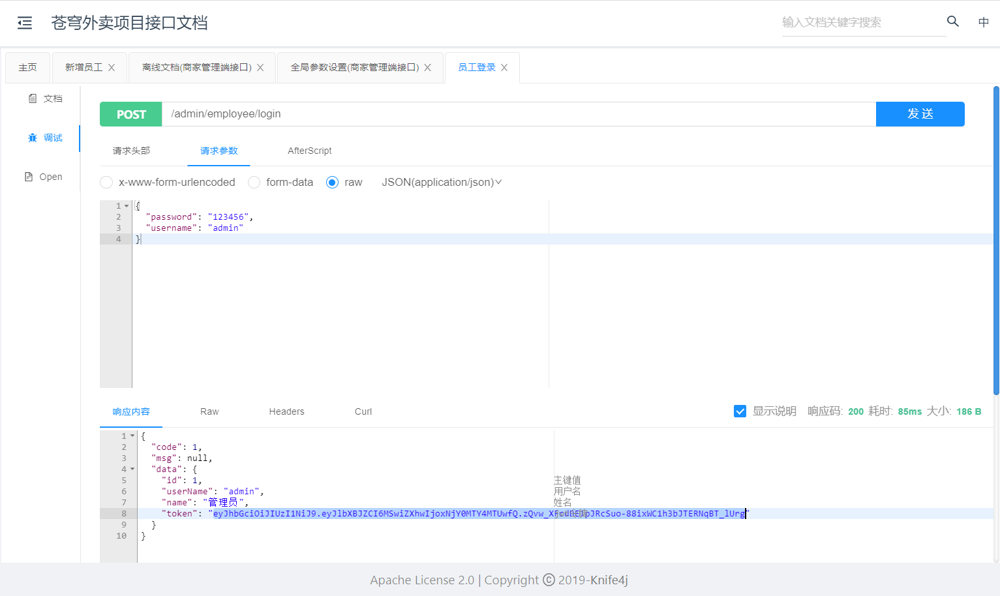 苍穹外卖项目接口文档
输入文档关键字搜索
中
主页
新增员工
离线文档(商家管理端接口)
全局参数设置(商家管理端接口)
员工登录
文档
调试
Open
POST
/admin/employee/login
发 送
请求头部
请求参数
AfterScript
x-www-form-urlencoded
form-data
raw
JSON(application/json)
1 {
2 "password": "123456",
3 "username": "admin"
4 }
响应内容
Raw
Headers
Curl
显示说明
响应码: 200 耗时: 85ms 大小: 186 B
1 {
2 "code": 1,
3 "msg": null,
4 "data": {
5 "id": 1, 主键值
6 "userName": "admin", 用户名
7 "name": "管理员", 姓名
8 "token":
9 }
10 }
Apache License 2.0 | Copyright © 2019-Knife4j